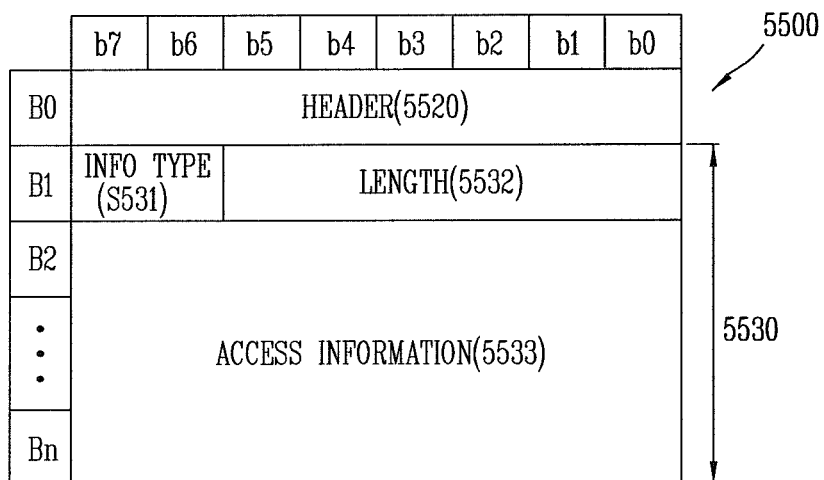 b7 b6 b5 b4 b3 b2 b1 b0
5500
B0 HEADER(5520)
B1 INFO TYPE
(S531) LENGTH(5532)
B2
ACCESS INFORMATION(5533)
5530
Bn